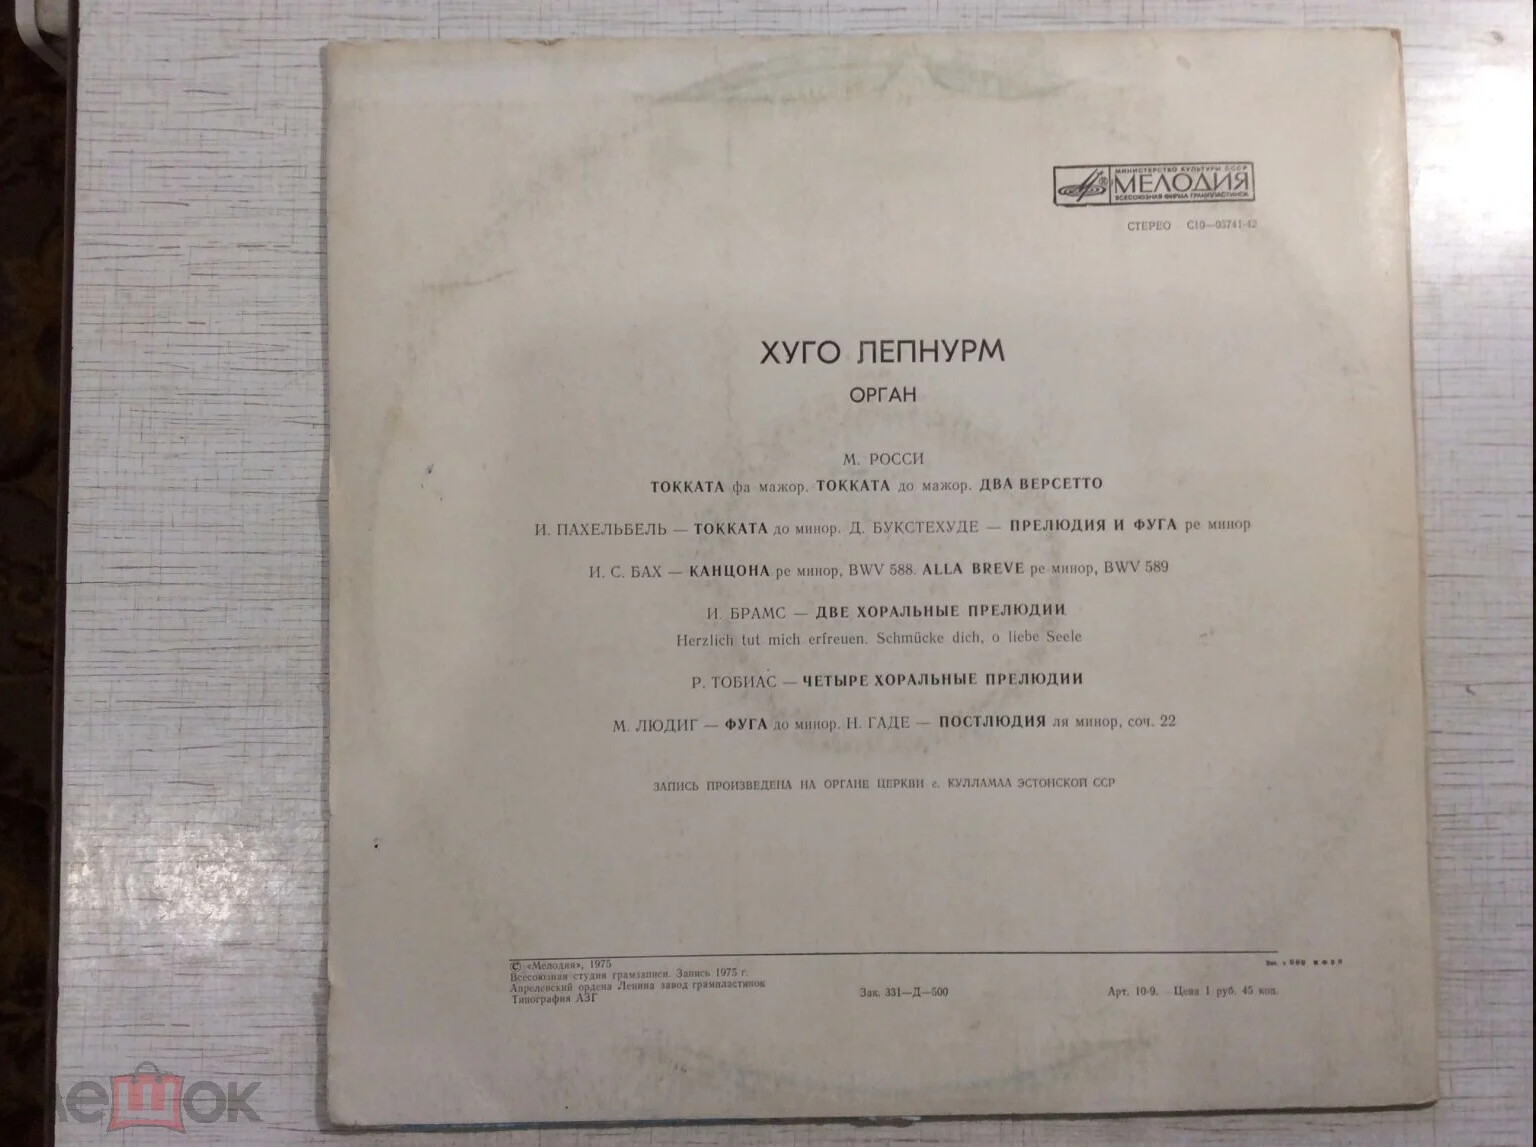 МИНИСТЕРСТВО КУЛЬТУРЫ СССР
МЕЛОДИЯ
ВСЕСОЮЗНАЯ ФИРМА ГРАМПЛАСТИНОК
СТЕРЕО С10—05741-42
ХУГО ЛЕПНУРМ
ОРГАН
М. РОССИ
ТОККАТА фа мажор. ТОККАТА до мажор. ДВА ВЕРСЕТТО
И. ПАХЕЛЬБЕЛЬ — ТОККАТА до минор. Д. БУКСТЕХУДЕ — ПРЕЛЮДИЯ И ФУГА ре минор
И. С. БАХ — КАНЦОНА ре минор, BWV 588. ALLA BREVE ре минор, BWV 589
И. БРАМС — ДВЕ ХОРАЛЬНЫЕ ПРЕЛЮДИИ
Herzlich tut mich erfreuen. Schmücke dich, o liebe Seele
Р. ТОБИАС — ЧЕТЫРЕ ХОРАЛЬНЫЕ ПРЕЛЮДИИ
М. ЛЮДИГ — ФУГА до минор. Н. ГАДЕ — ПОСТЛЮДИЯ ля минор, соч. 22
ЗАПИСЬ ПРОИЗВЕДЕНА НА ОРГАНЕ ЦЕРКВИ г. КУЛЛАМАА ЭСТОНСКОЙ ССР
© «Мелодия», 1975
Всесоюзная студия грамзаписи. Запись 1975 г.
Апрелевский ордена Ленина завод грампластинок
Типография АЗГ
Зак. 331—Д—500
Арт. 10-9. Цена 1 руб. 45 коп.
мешок